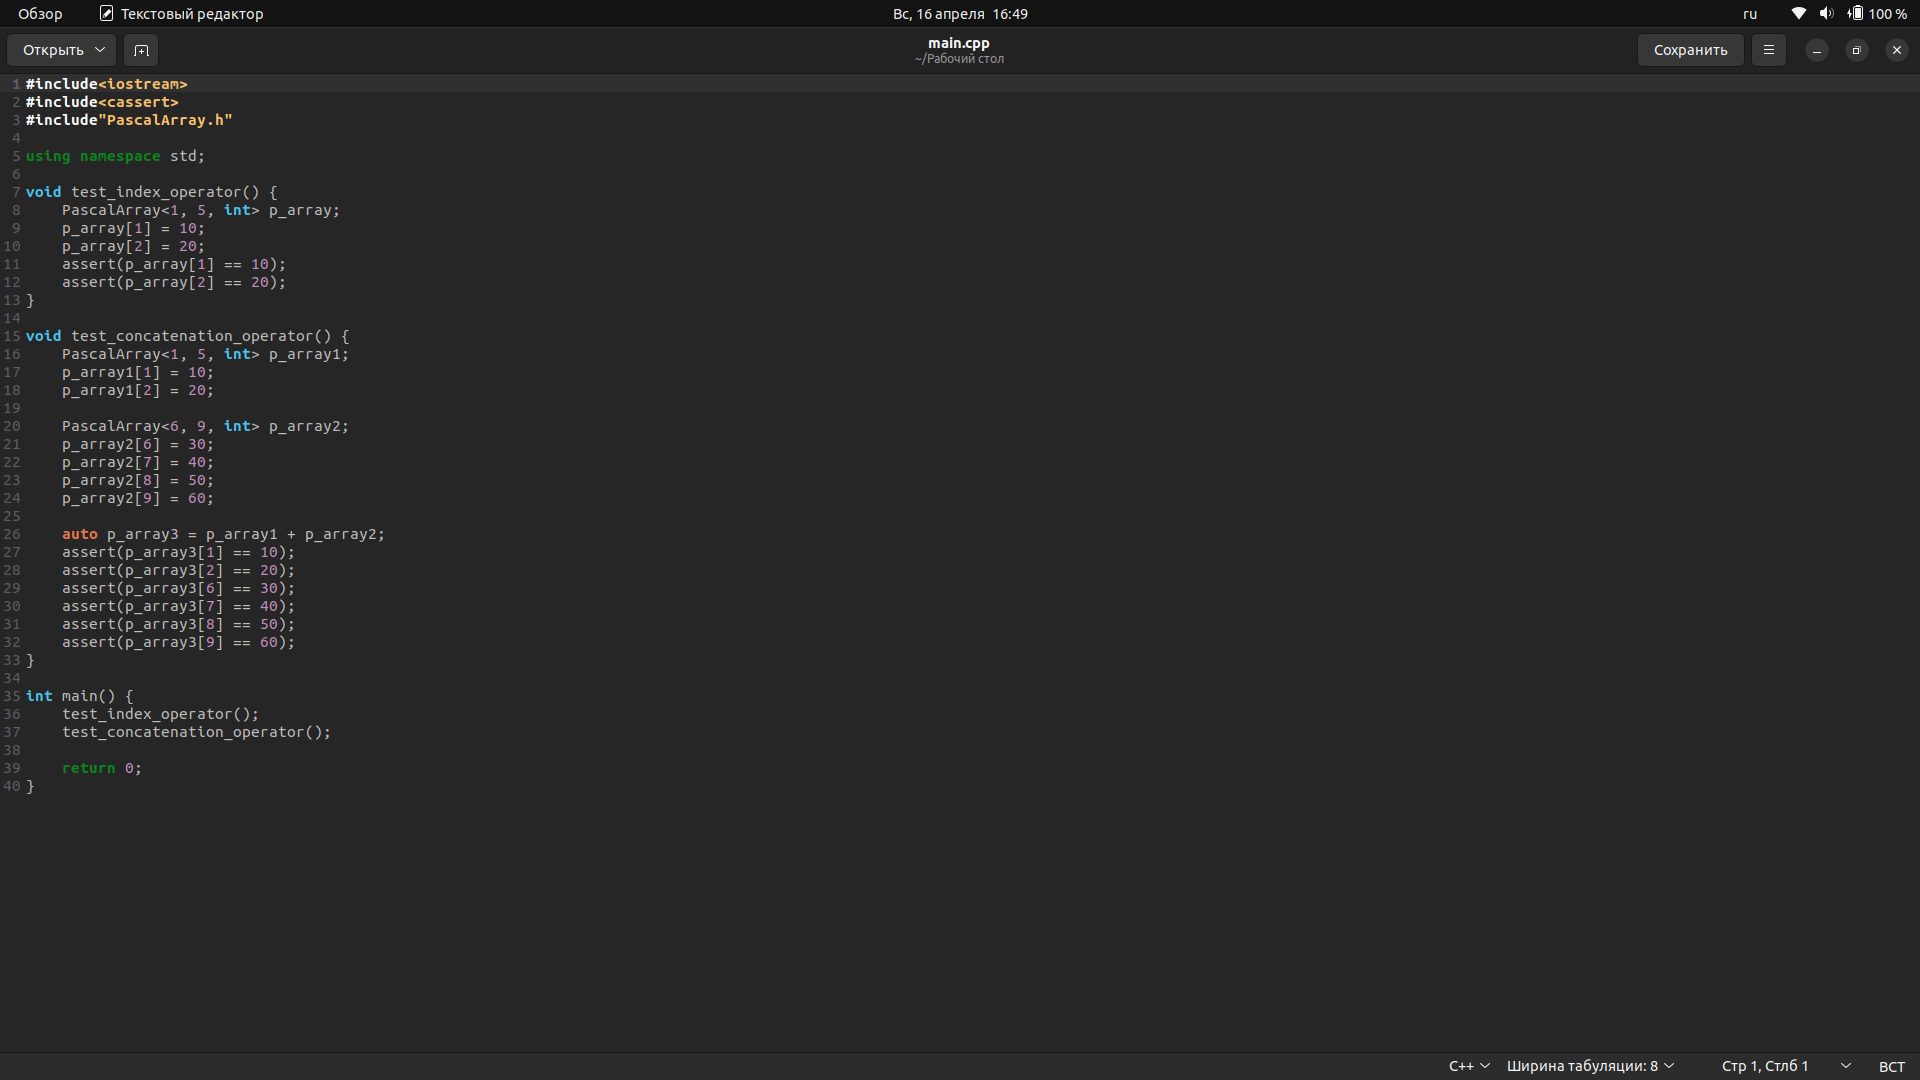 Обзор Текстовый редактор Вс, 16 апреля 16:49 ru 100 %
Открыть main.cpp Сохранить
~/Рабочий стол
1 #include<iostream>
2 #include<cassert>
3 #include"PascalArray.h"
4
5 using namespace std;
6
7 void test_index_operator() {
8     PascalArray<1, 5, int> p_array;
9     p_array[1] = 10;
10     p_array[2] = 20;
11     assert(p_array[1] == 10);
12     assert(p_array[2] == 20);
13 }
14
15 void test_concatenation_operator() {
16     PascalArray<1, 5, int> p_array1;
17     p_array1[1] = 10;
18     p_array1[2] = 20;
19
20     PascalArray<6, 9, int> p_array2;
21     p_array2[6] = 30;
22     p_array2[7] = 40;
23     p_array2[8] = 50;
24     p_array2[9] = 60;
25
26     auto p_array3 = p_array1 + p_array2;
27     assert(p_array3[1] == 10);
28     assert(p_array3[2] == 20);
29     assert(p_array3[6] == 30);
30     assert(p_array3[7] == 40);
31     assert(p_array3[8] == 50);
32     assert(p_array3[9] == 60);
33 }
34
35 int main() {
36     test_index_operator();
37     test_concatenation_operator();
38
39     return 0;
40 }
C++ Ширина табуляции: 8 Стр 1, Стлб 1 ВСТ